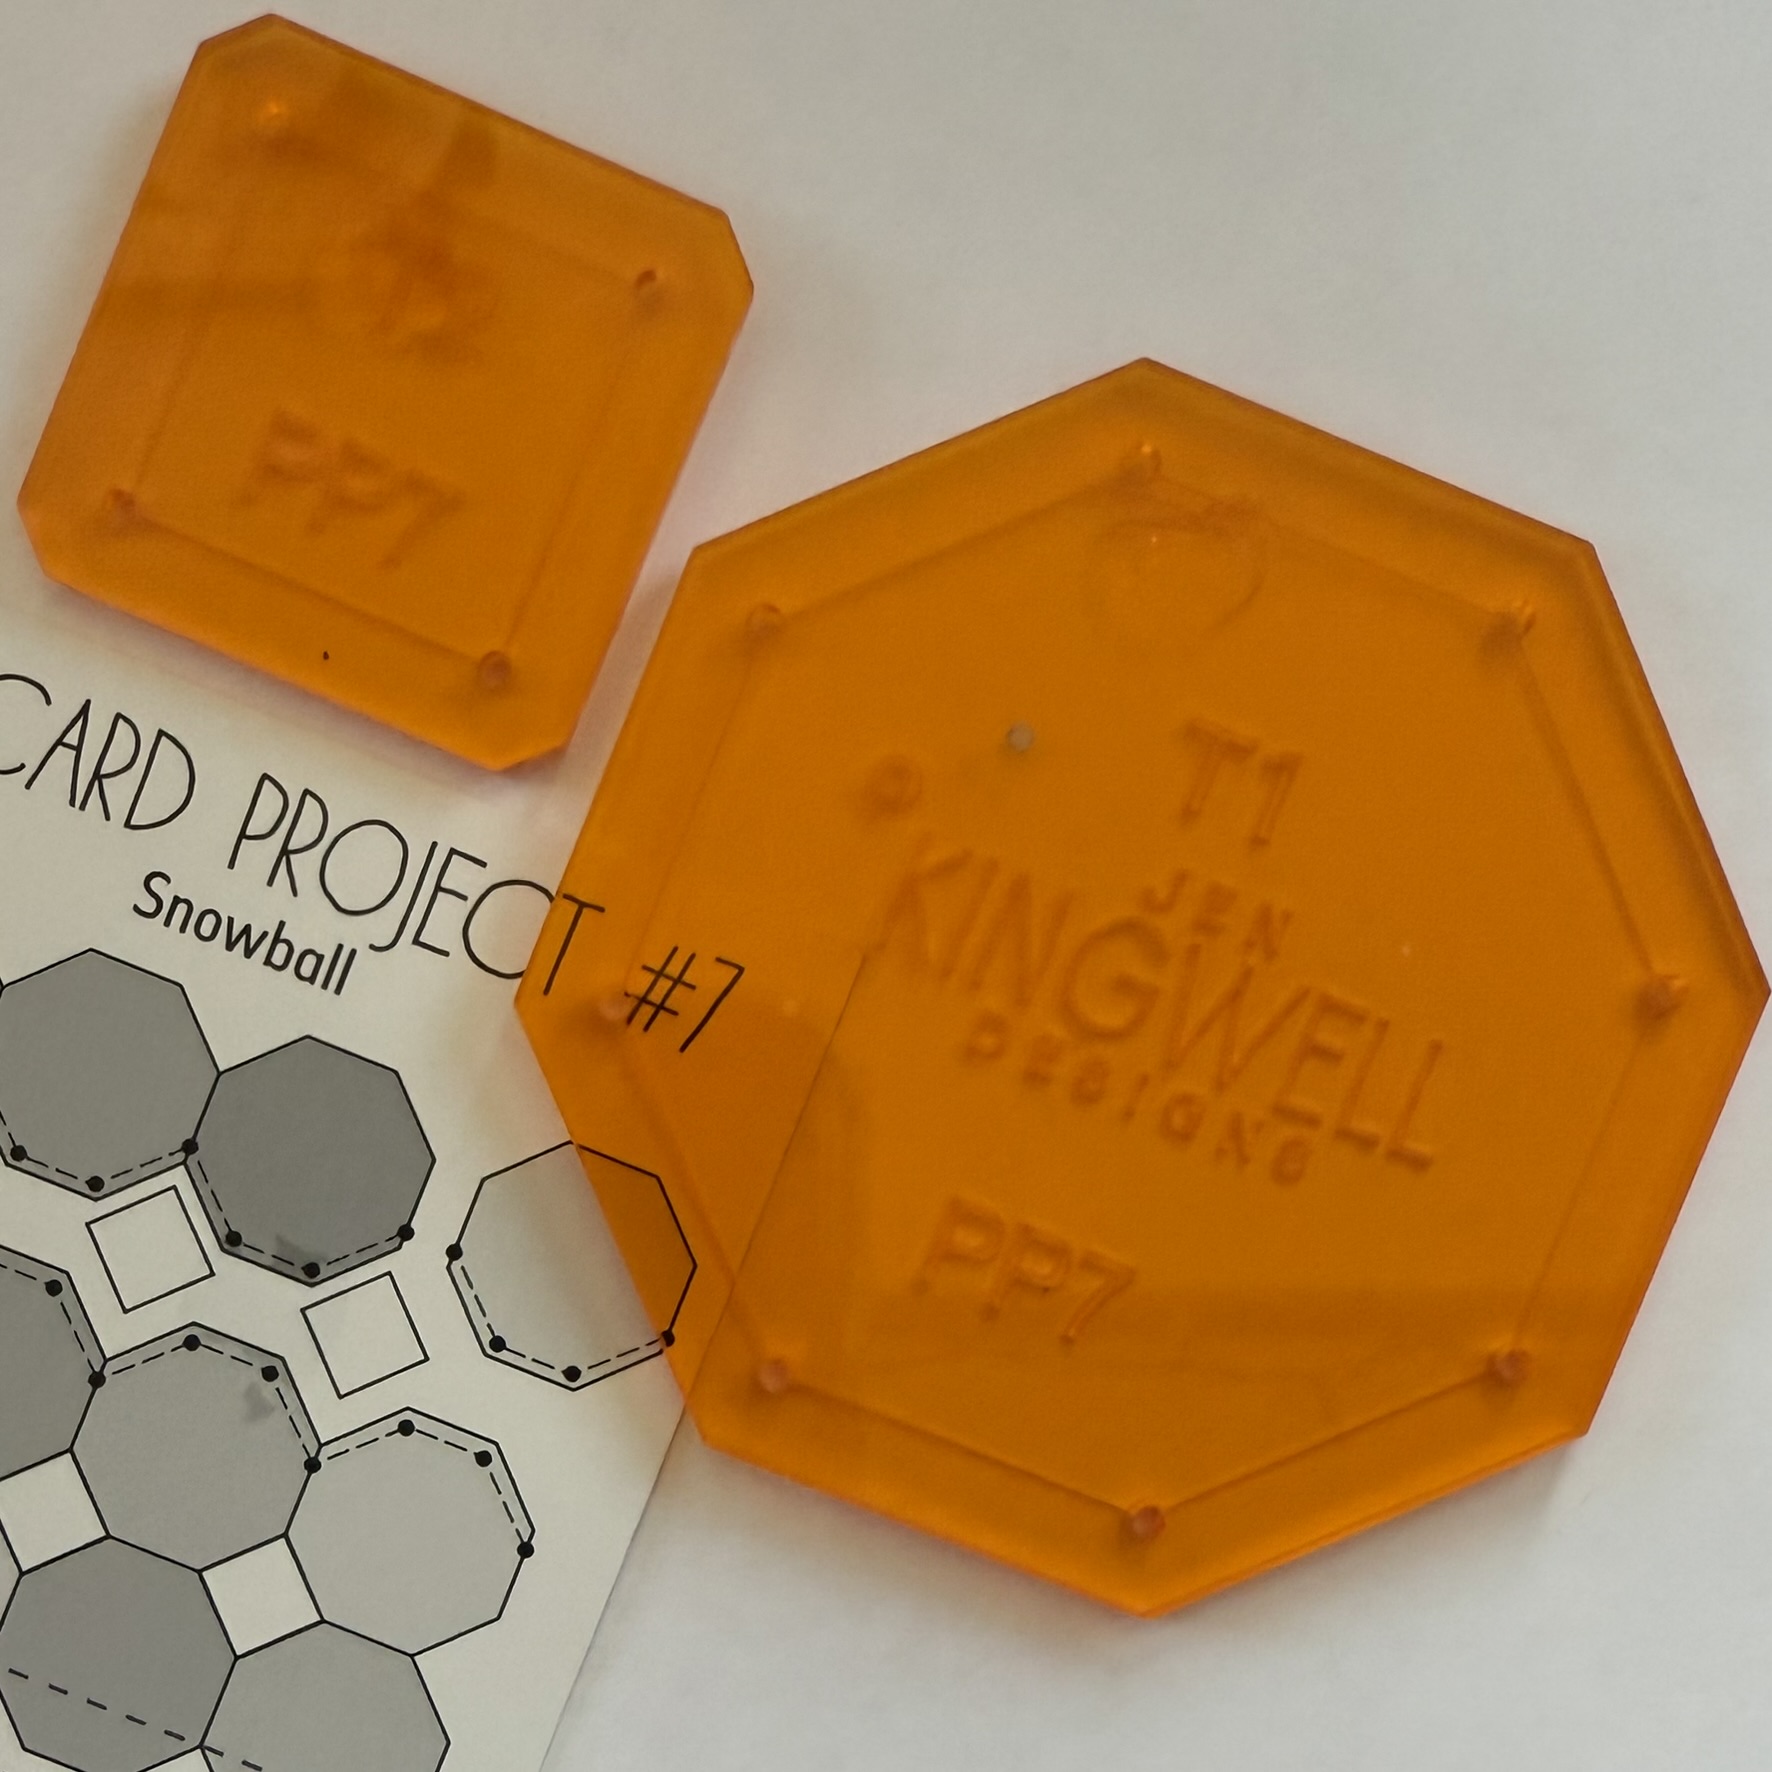 T2
PP7
CARD PROJECT #7
Snowball
T1
JEN
KINGWELL
DESIGNS
PP7